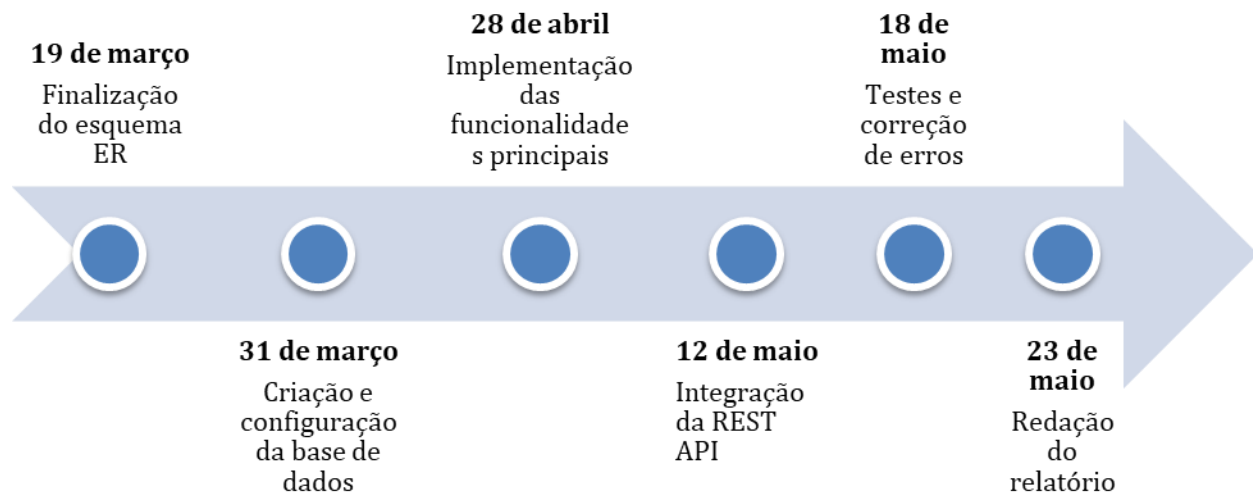 19 de março
Finalização
do esquema
ER
31 de março
Criação e
configuração
da base de
dados
28 de abril
Implementação
das
funcionalidade
s principais
12 de maio
Integração
da REST
API
18 de
maio
Testes e
correção
de erros
23 de
maio
Redação
do
relatório